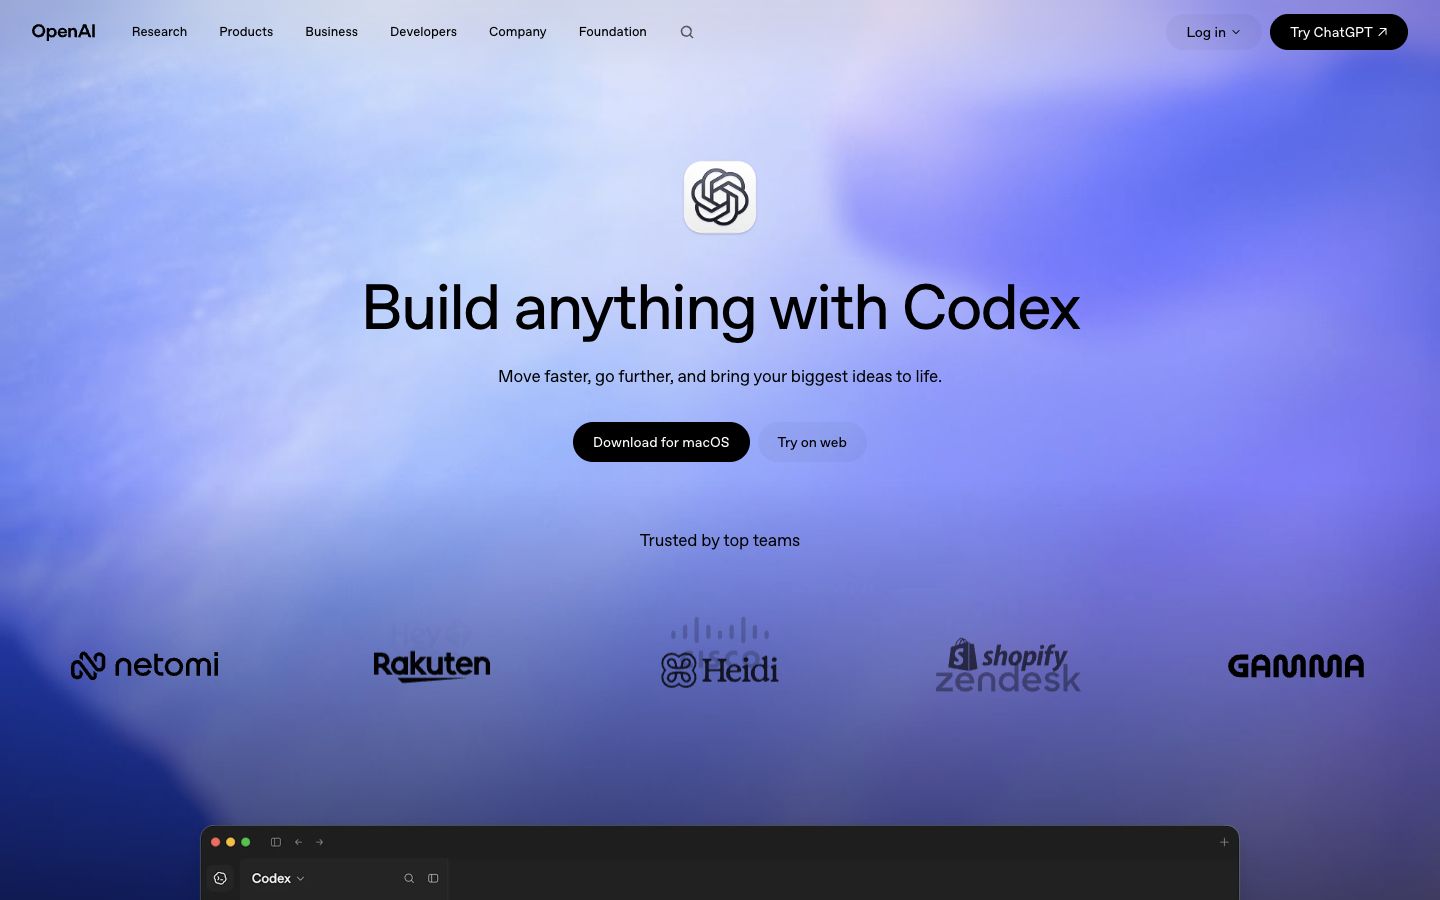 OpenAI
Research
Products
Business
Developers
Company
Foundation
Log in
Try ChatGPT
Build anything with Codex
Move faster, go further, and bring your biggest ideas to life.
Download for macOS
Try on web
Trusted by top teams
netomi
Hey
Rakuten
CISCO
Heidi
shopify
zendesk
GAMMA
Codex